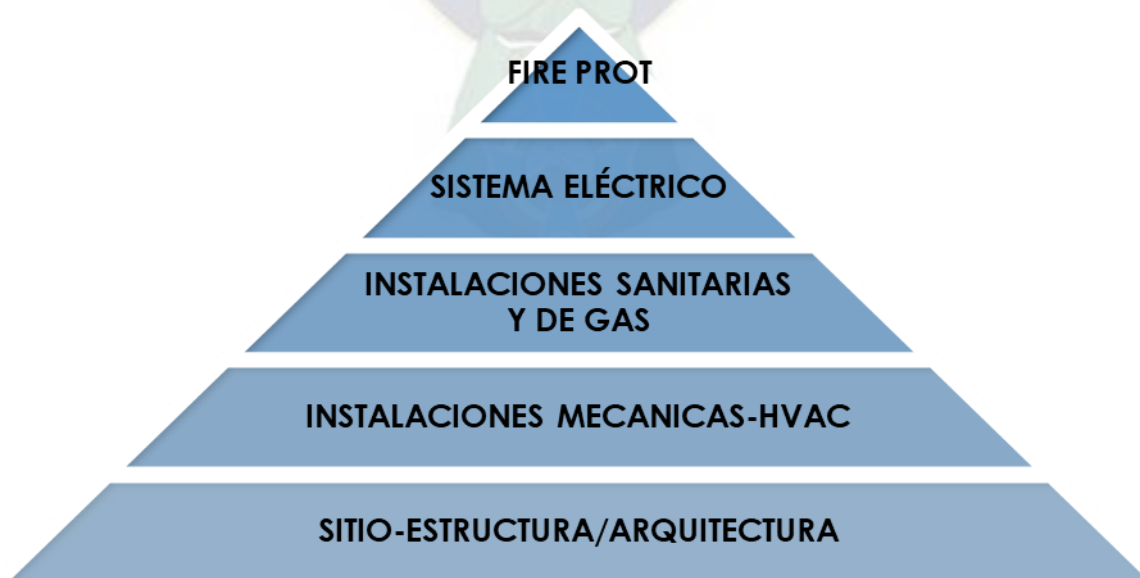 FIRE PROT
SISTEMA ELÉCTRICO
INSTALACIONES SANITARIAS
Y DE GAS
INSTALACIONES MECANICAS-HVAC
SITIO-ESTRUCTURA/ARQUITECTURA